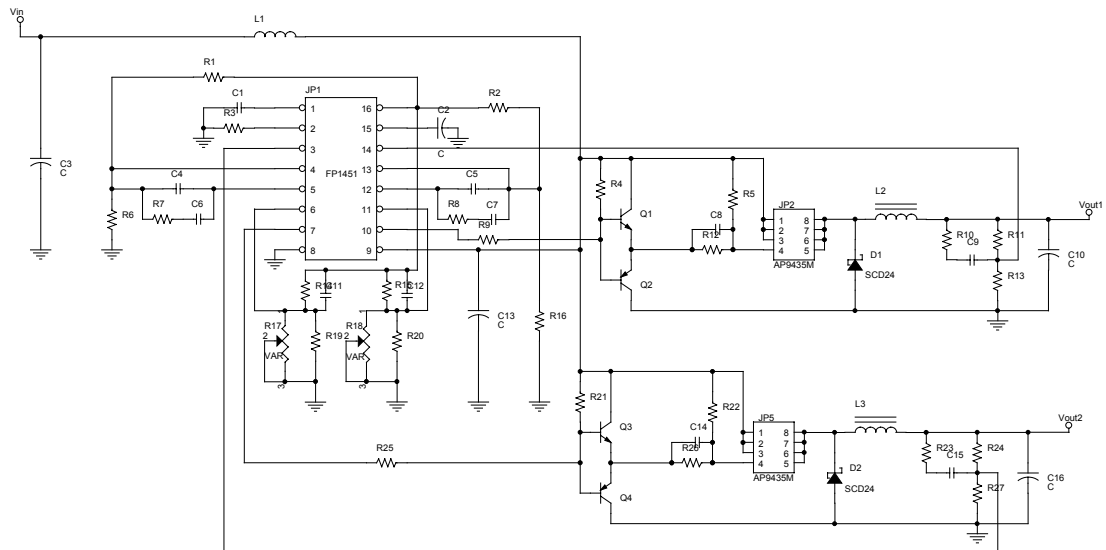 Vin
L1
R1
JP1
C1
R3
1
2
3
4
5
6
7
8
16
15
14
13
12
11
10
9
FP1451
R2
C2
C
C3
C
C4
R7
C6
R6
C5
R8
C7
R9
R4
Q1
Q2
R5
C8
R12
JP2
1
2
3
4
8
7
6
5
AP9435M
L2
Vout1
D1
SCD24
R10
C9
R11
R13
C10
C
C11
R15
C12
R17
2
VAR
3
R19
R18
2
VAR
3
R20
C13
C
R16
R21
Q3
Q4
R22
C14
R26
JP5
1
2
3
4
8
7
6
5
AP9435M
L3
Vout2
D2
SCD24
R23
C15
R24
R27
C16
C
R25